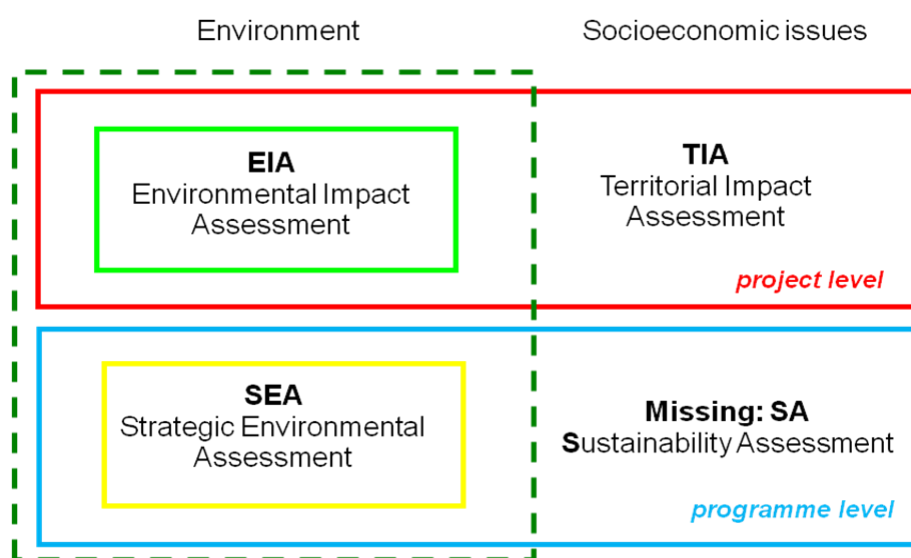 Environment
Socioeconomic issues
EIA
Environmental Impact
Assessment
TIA
Territorial Impact
Assessment
project level
SEA
Strategic Environmental
Assessment
Missing: SA
Sustainability Assessment
programme level